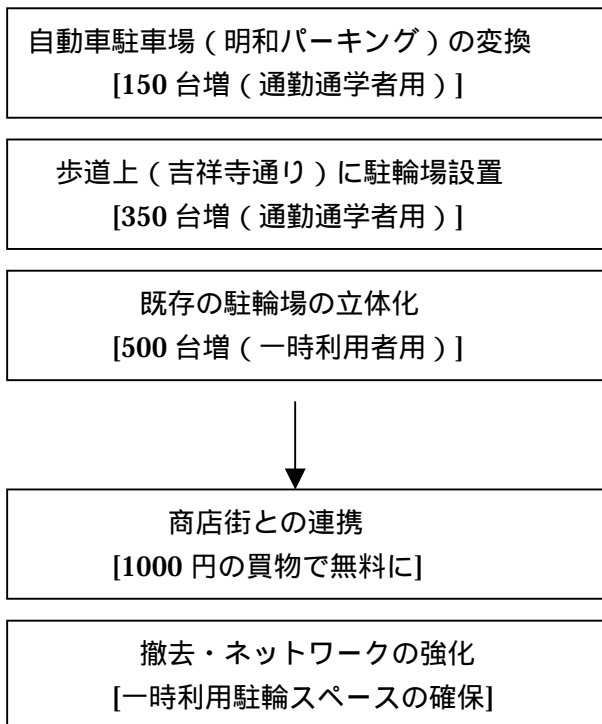 自動車駐車場（明和パーキング）の変換
[150 台増（通勤通学者用）]
歩道上（吉祥寺通り）に駐輪場設置
[350 台増（通勤通学者用）]
既存の駐輪場の立体化
[500 台増（一時利用者用）]
商店街との連携
[1000 円の買物で無料に]
撤去・ネットワークの強化
[一時利用駐輪スペースの確保]